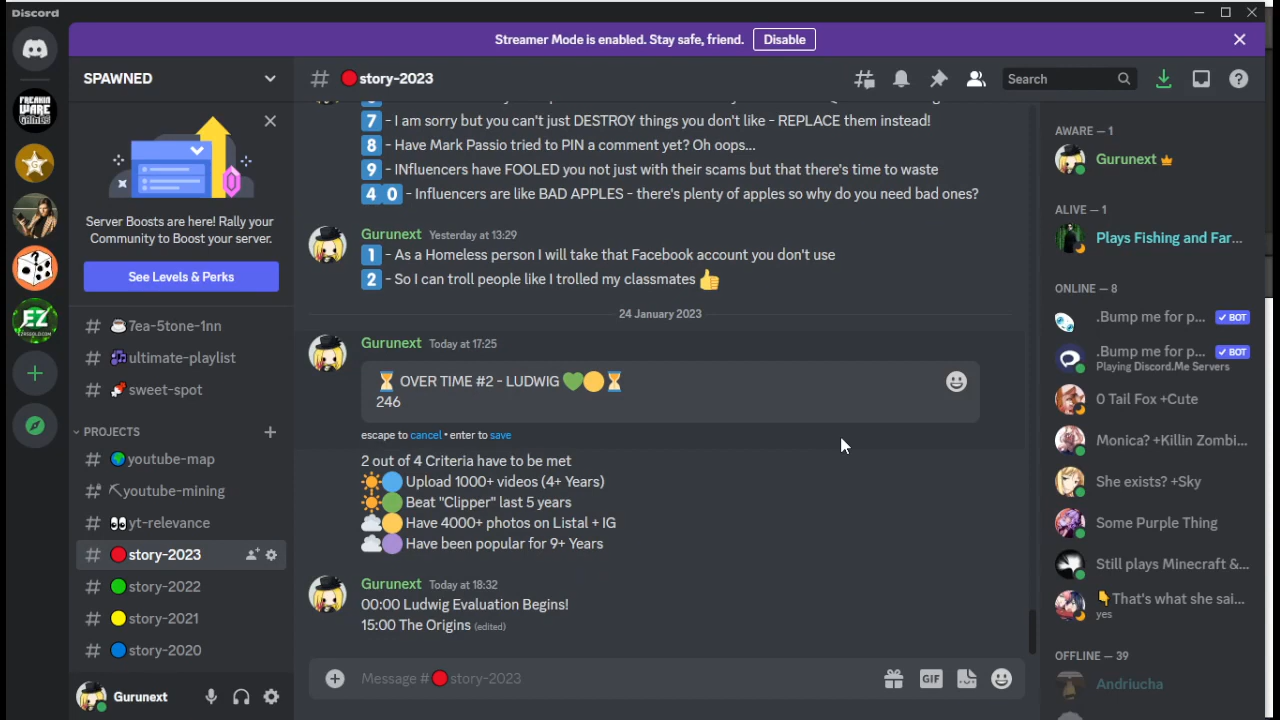 Discord
Streamer Mode is enabled. Stay safe, friend. Disable
SPAWNED
# 🔴story-2023
Search
FREAKIN
WARE
GAMES
EZ
Server Boosts are here! Rally your
Community to Boost your server.
See Levels & Perks
# ☕7ea-5tone-1nn
# 🎶ultimate-playlist
# 📌sweet-spot
PROJECTS
# 🌍youtube-map
# ⛏youtube-mining
# 👀yt-relevance
# 🔴story-2023
# 🟢story-2022
# 🟡story-2021
# 🔵story-2020
Gurunext
7 - I am sorry but you can't just DESTROY things you don't like - REPLACE them instead!
8 - Have Mark Passio tried to PIN a comment yet? Oh oops...
9 - INfluencers have FOOLED you not just with their scams but that there's time to waste
4 0 - Influencers are like BAD APPLES - there's plenty of apples so why do you need bad ones?
Gurunext Yesterday at 13:29
1 - As a Homeless person I will take that Facebook account you don't use
2 - So I can troll people like I trolled my classmates 👍
24 January 2023
Gurunext Today at 17:25
⏳ OVER TIME #2 - LUDWIG 💚🟡⏳
246
escape to cancel • enter to save
2 out of 4 Criteria have to be met
☀️🔵 Upload 1000+ videos (4+ Years)
☀️🟢 Beat "Clipper" last 5 years
☁️🟡 Have 4000+ photos on Listal + IG
☁️🟣 Have been popular for 9+ Years
Gurunext Today at 18:32
00:00 Ludwig Evaluation Begins!
15:00 The Origins (edited)
Message # 🔴story-2023
GIF
AWARE — 1
Gurunext
ALIVE — 1
Plays Fishing and Far...
ONLINE — 8
.Bump me for p... ✓ BOT
.Bump me for p... ✓ BOT
Playing Discord.Me Servers
0 Tail Fox +Cute
Monica? +Killin Zombi...
She exists? +Sky
Some Purple Thing
Still plays Minecraft &...
👇That's what she sai...
yes
OFFLINE — 39
Andriucha